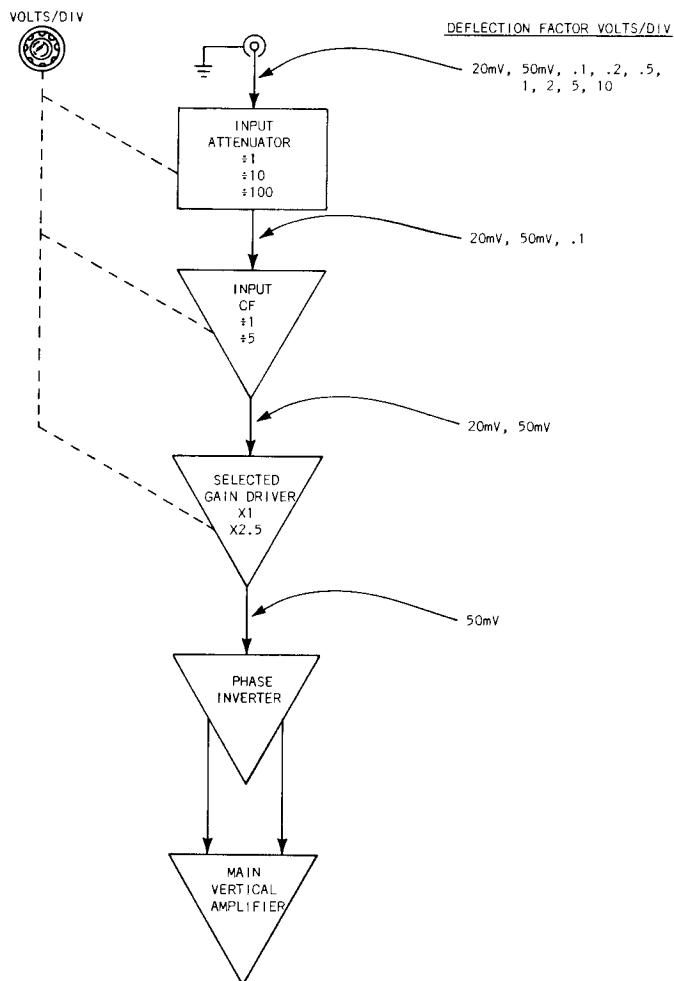 VOLTS/DIV
DEFLECTION FACTOR VOLTS/DIV
20mV, 50mV, .1, .2, .5,
1, 2, 5, 10
INPUT
ATTENUATOR
÷1
÷10
÷100
20mV, 50mV, .1
INPUT
CF
÷1
÷5
20mV, 50mV
SELECTED
GAIN DRIVER
X1
X2.5
50mV
PHASE
INVERTER
MAIN
VERTICAL
AMPLIFIER